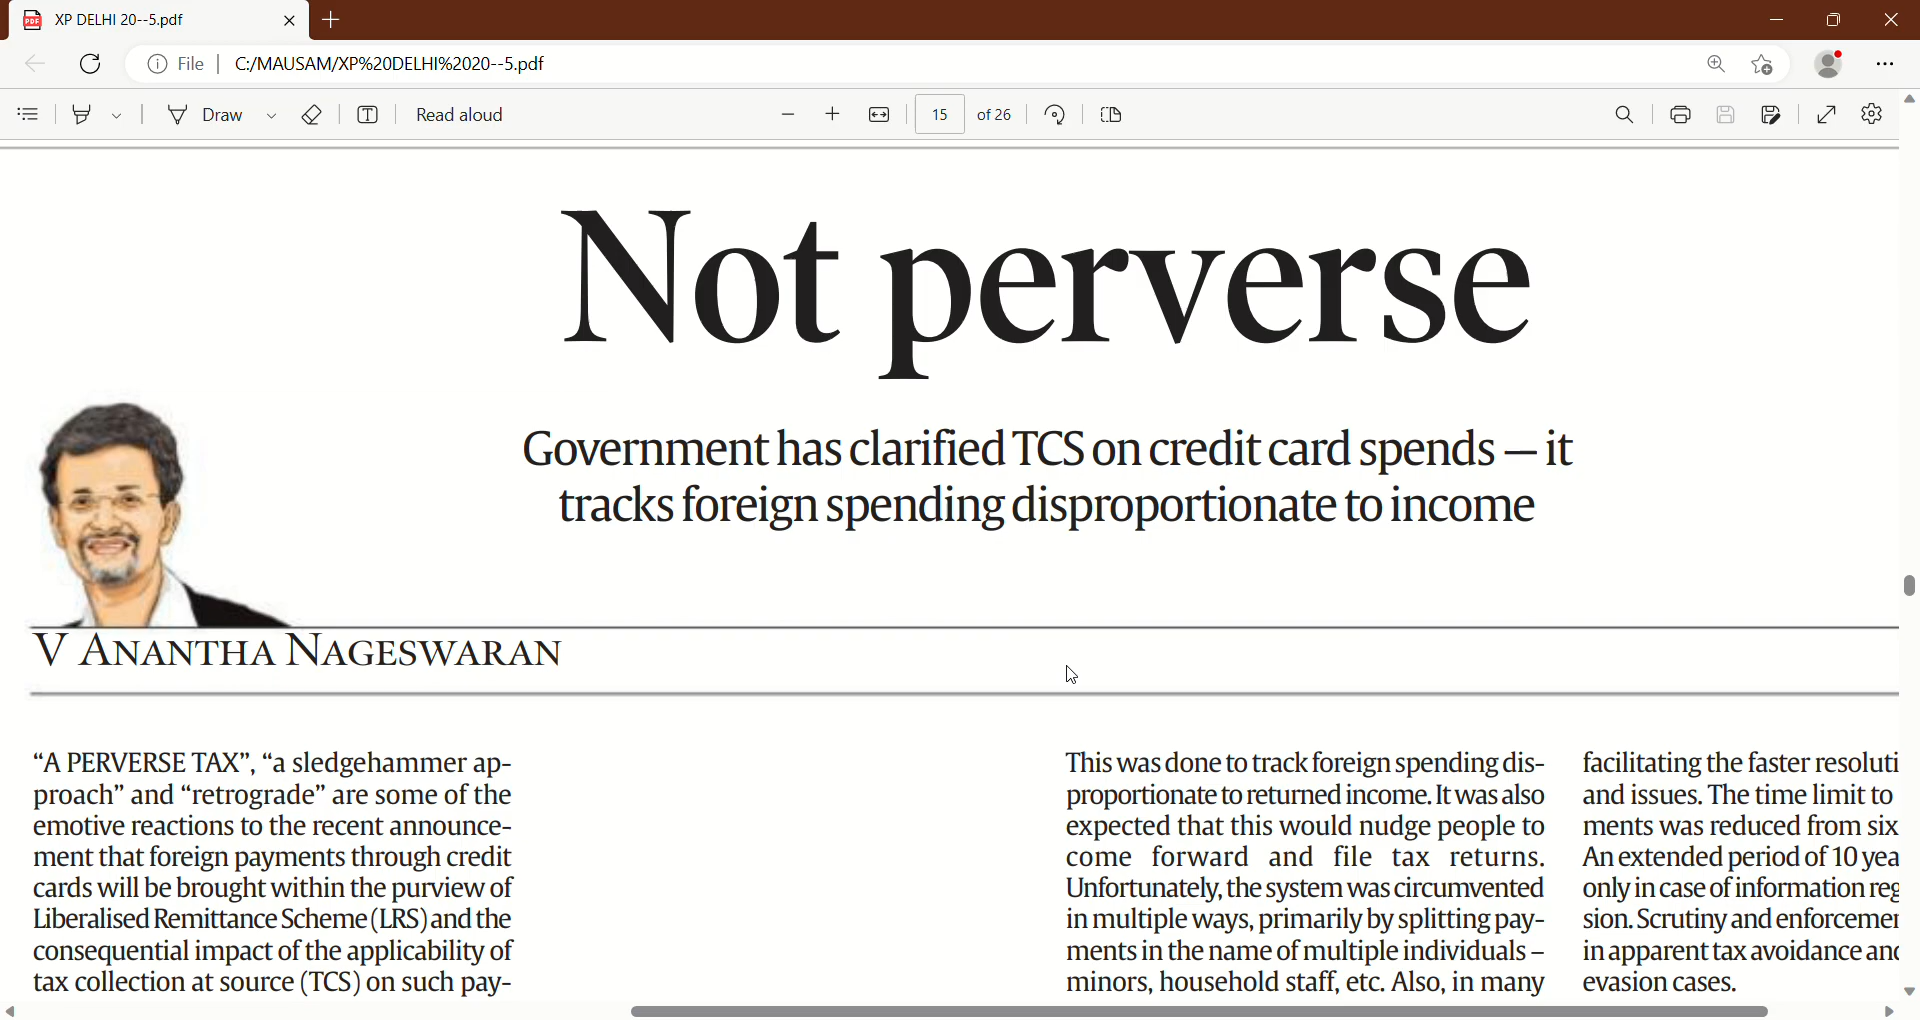 XP DELHI 20--5.pdf
File
C:/MAUSAM/XP%20DELHI%2020--5.pdf
Draw
Read aloud
15
of 26
Not perverse
Government has clarified TCS on credit card spends — it
tracks foreign spending disproportionate to income
V ANANTHA NAGESWARAN
“A PERVERSE TAX”, “a sledgehammer ap-
proach” and “retrograde” are some of the
emotive reactions to the recent announce-
ment that foreign payments through credit
cards will be brought within the purview of
Liberalised Remittance Scheme (LRS) and the
consequential impact of the applicability of
tax collection at source (TCS) on such pay-
This was done to track foreign spending dis-
proportionate to returned income. It was also
expected that this would nudge people to
come forward and file tax returns.
Unfortunately, the system was circumvented
in multiple ways, primarily by splitting pay-
ments in the name of multiple individuals –
minors, household staff, etc. Also, in many
facilitating the faster resoluti
and issues. The time limit to
ments was reduced from six
An extended period of 10 yea
only in case of information reg
sion. Scrutiny and enforcemen
in apparent tax avoidance and
evasion cases.